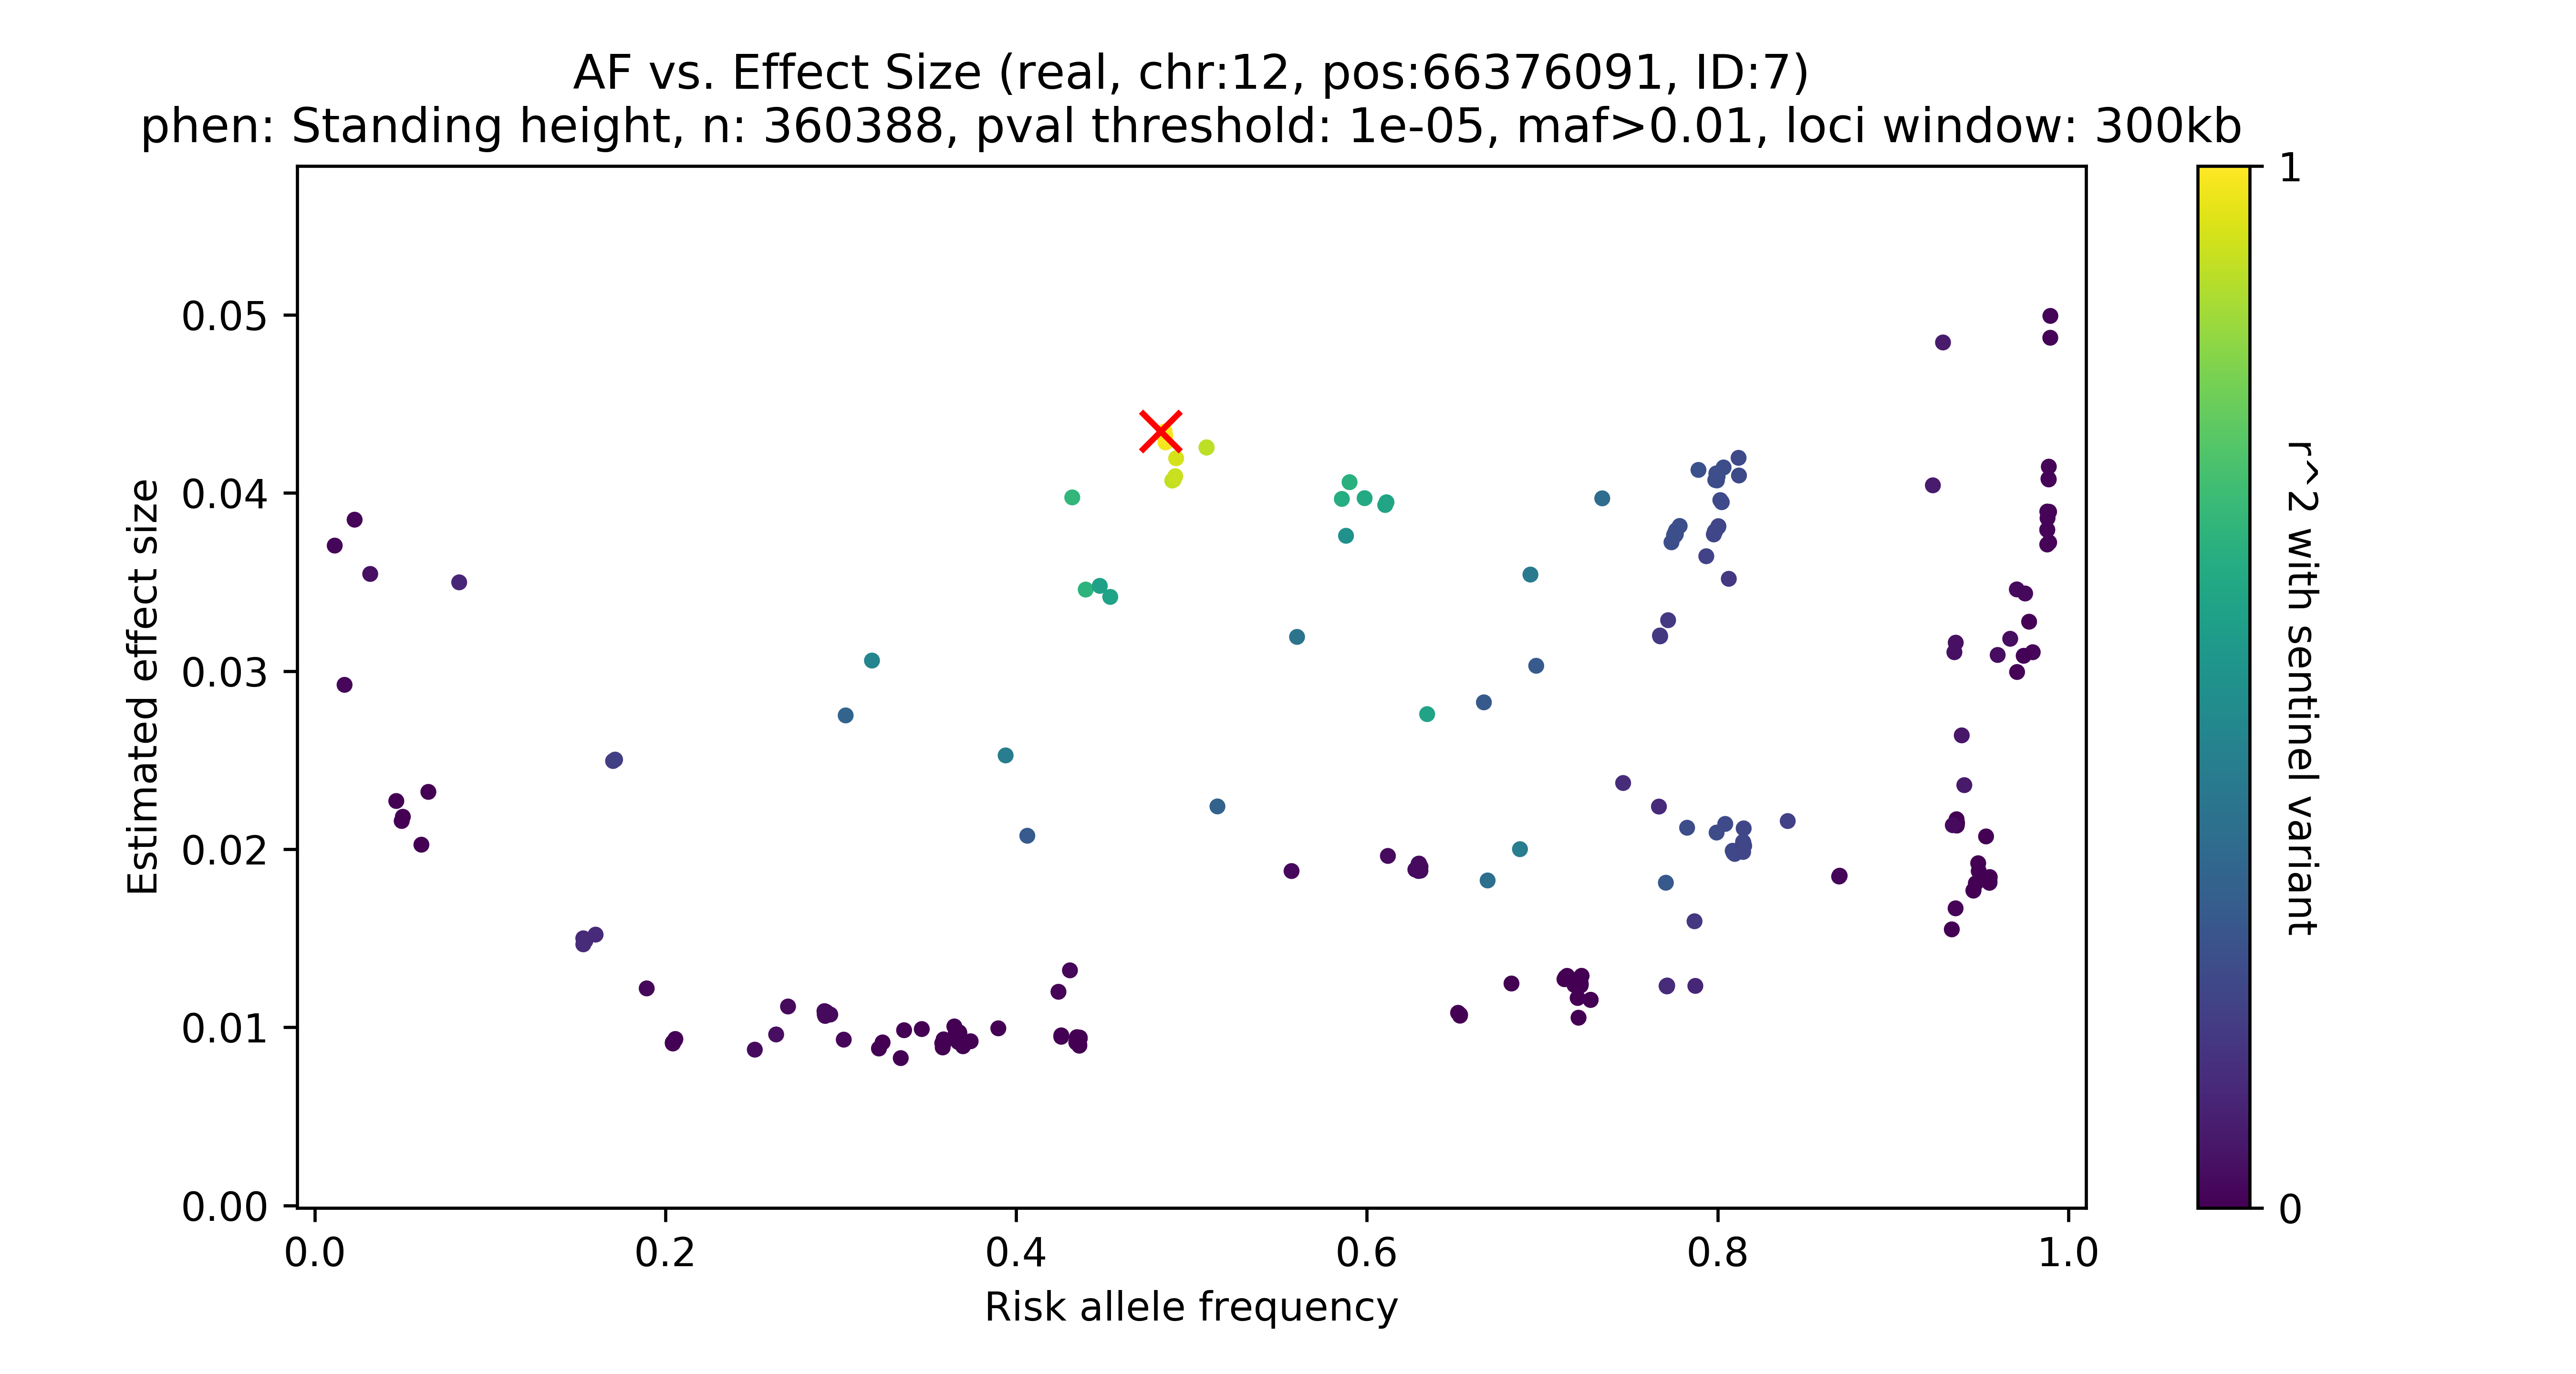 AF vs. Effect Size (real, chr:12, pos:66376091, ID:7)
phen: Standing height, n: 360388, pval threshold: 1e-05, maf>0.01, loci window: 300kb
0.05
0.04
0.03
0.02
0.01
0.00
Estimated effect size
0.0
0.2
0.4
0.6
0.8
1.0
Risk allele frequency
1
0
r^2 with sentinel variant